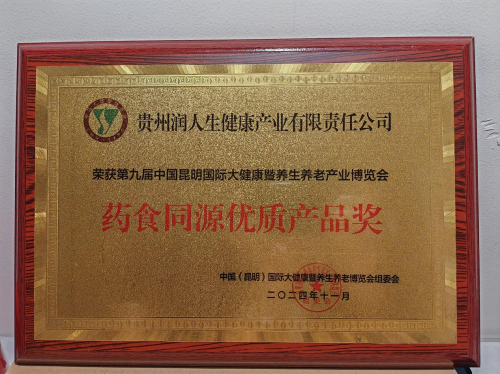 贵州润人生健康产业有限责任公司
荣获第九届中国昆明国际大健康暨养生养老产业博览会
药食同源优质产品奖
中国（昆明）国际大健康暨养生养老博览会组委会
二〇二四年十一月